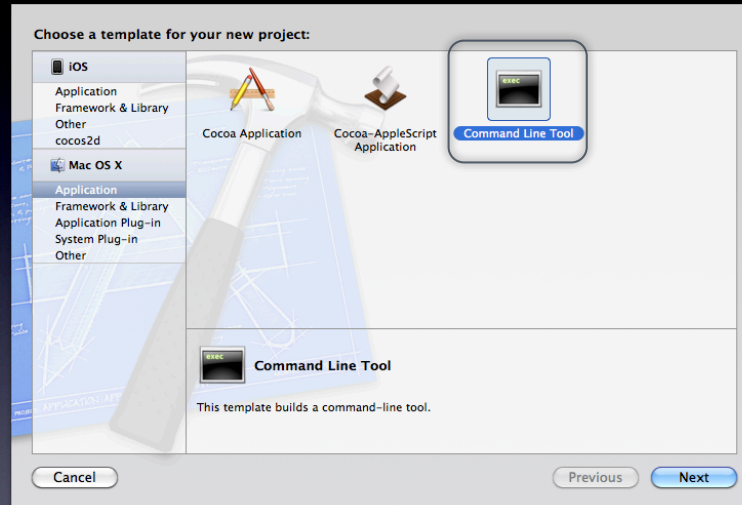 Choose a template for your new project:
iOS
Application
Framework & Library
Other
cocos2d
Mac OS X
Application
Framework & Library
Application Plug-in
System Plug-in
Other
Cocoa Application
Cocoa-AppleScript
Application
exec
Command Line Tool
exec
Command Line Tool
This template builds a command-line tool.
Cancel
Previous
Next